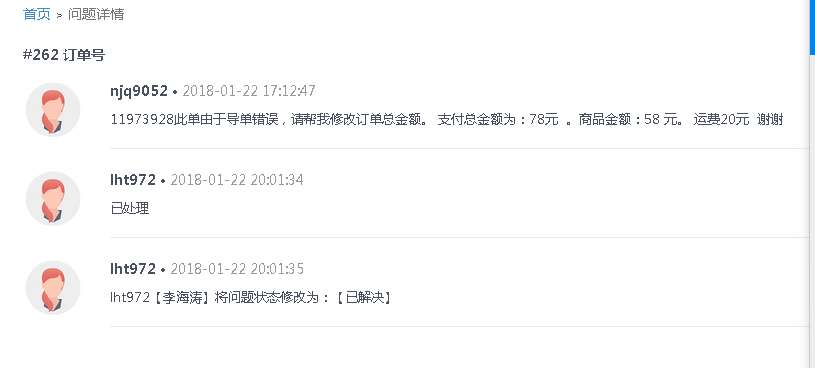 首页 » 问题详情
#262 订单号
njq9052 • 2018-01-22 17:12:47
11973928此单由于导单错误，请帮我修改订单总金额。 支付总金额为：78元 。商品金额：58 元。 运费20元 谢谢
lht972 • 2018-01-22 20:01:34
已处理
lht972 • 2018-01-22 20:01:35
lht972【李海涛】将问题状态修改为：【已解决】